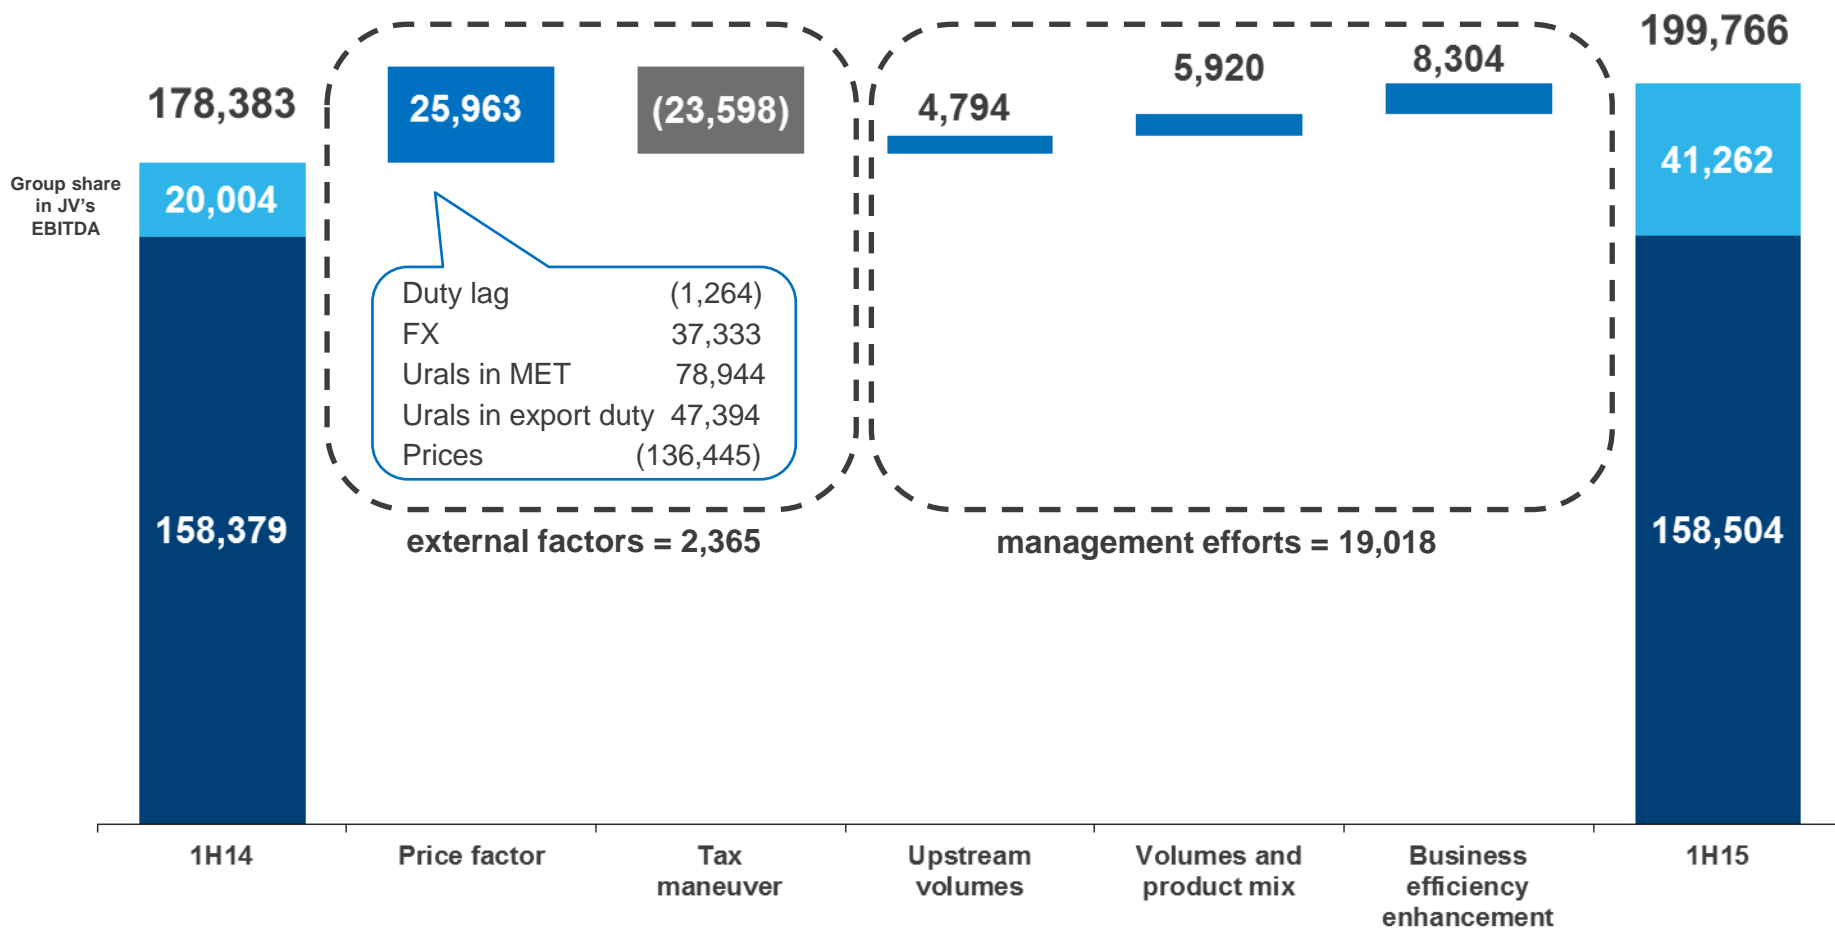 178,383
Group share
in JV's
EBITDA
20,004
158,379
25,963
(23,598)
Duty lag (1,264)
FX 37,333
Urals in MET 78,944
Urals in export duty 47,394
Prices (136,445)
external factors = 2,365
4,794
5,920
8,304
management efforts = 19,018
199,766
41,262
158,504
1H14
Price factor
Tax
maneuver
Upstream
volumes
Volumes and
product mix
Business
efficiency
enhancement
1H15